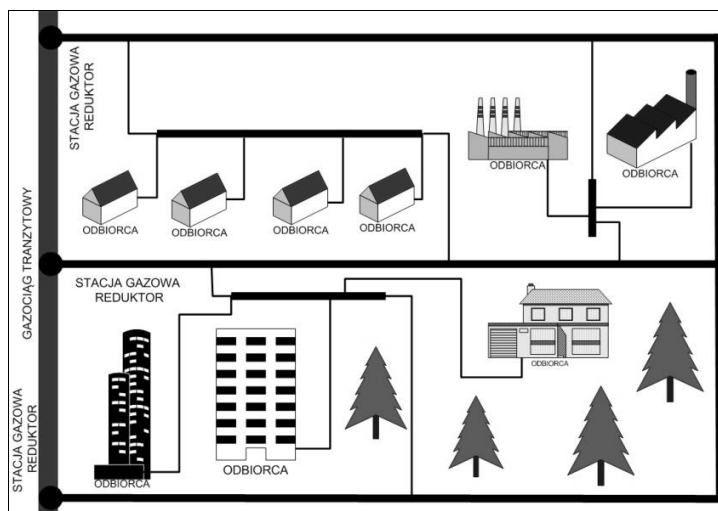 STACJA GAZOWA
REDUKTOR
ODBIORCA
ODBIORCA
ODBIORCA
ODBIORCA
ODBIORCA
ODBIORCA
GAZOCIĄG TRANZYTOWY
STACJA GAZOWA
REDUKTOR
ODBIORCA
ODBIORCA
ODBIORCA
STACJA GAZOWA
REDUKTOR